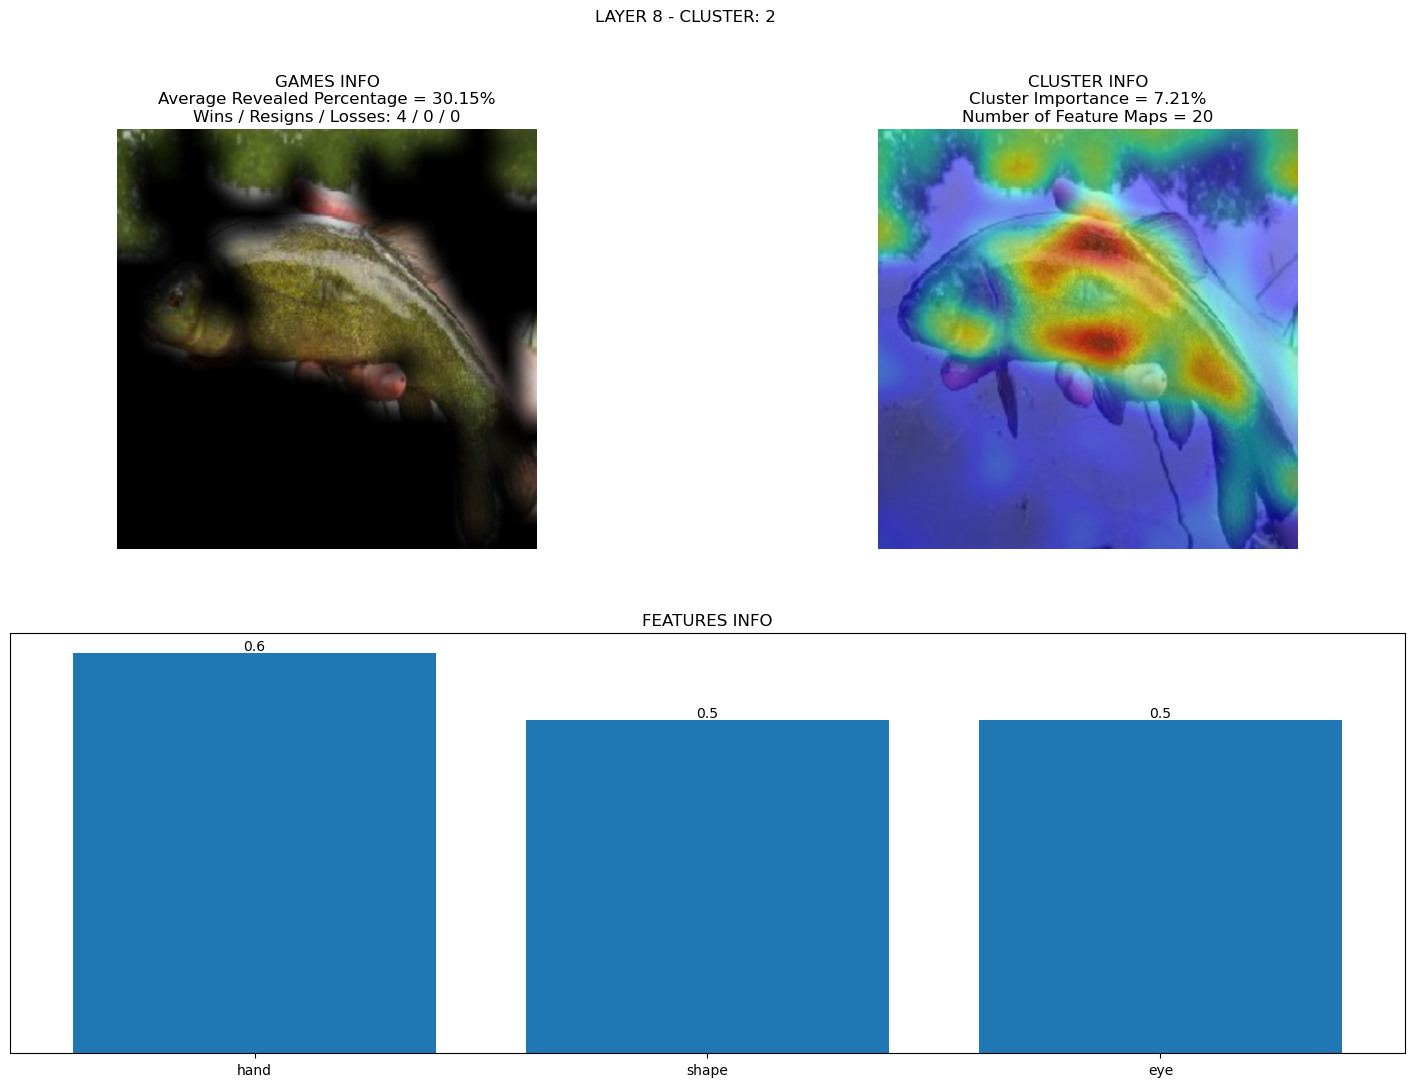 LAYER 8 - CLUSTER: 2
GAMES INFO
Average Revealed Percentage = 30.15%
Wins / Resigns / Losses: 4 / 0 / 0
CLUSTER INFO
Cluster Importance = 7.21%
Number of Feature Maps = 20
FEATURES INFO
0.6
0.5
0.5
hand
shape
eye